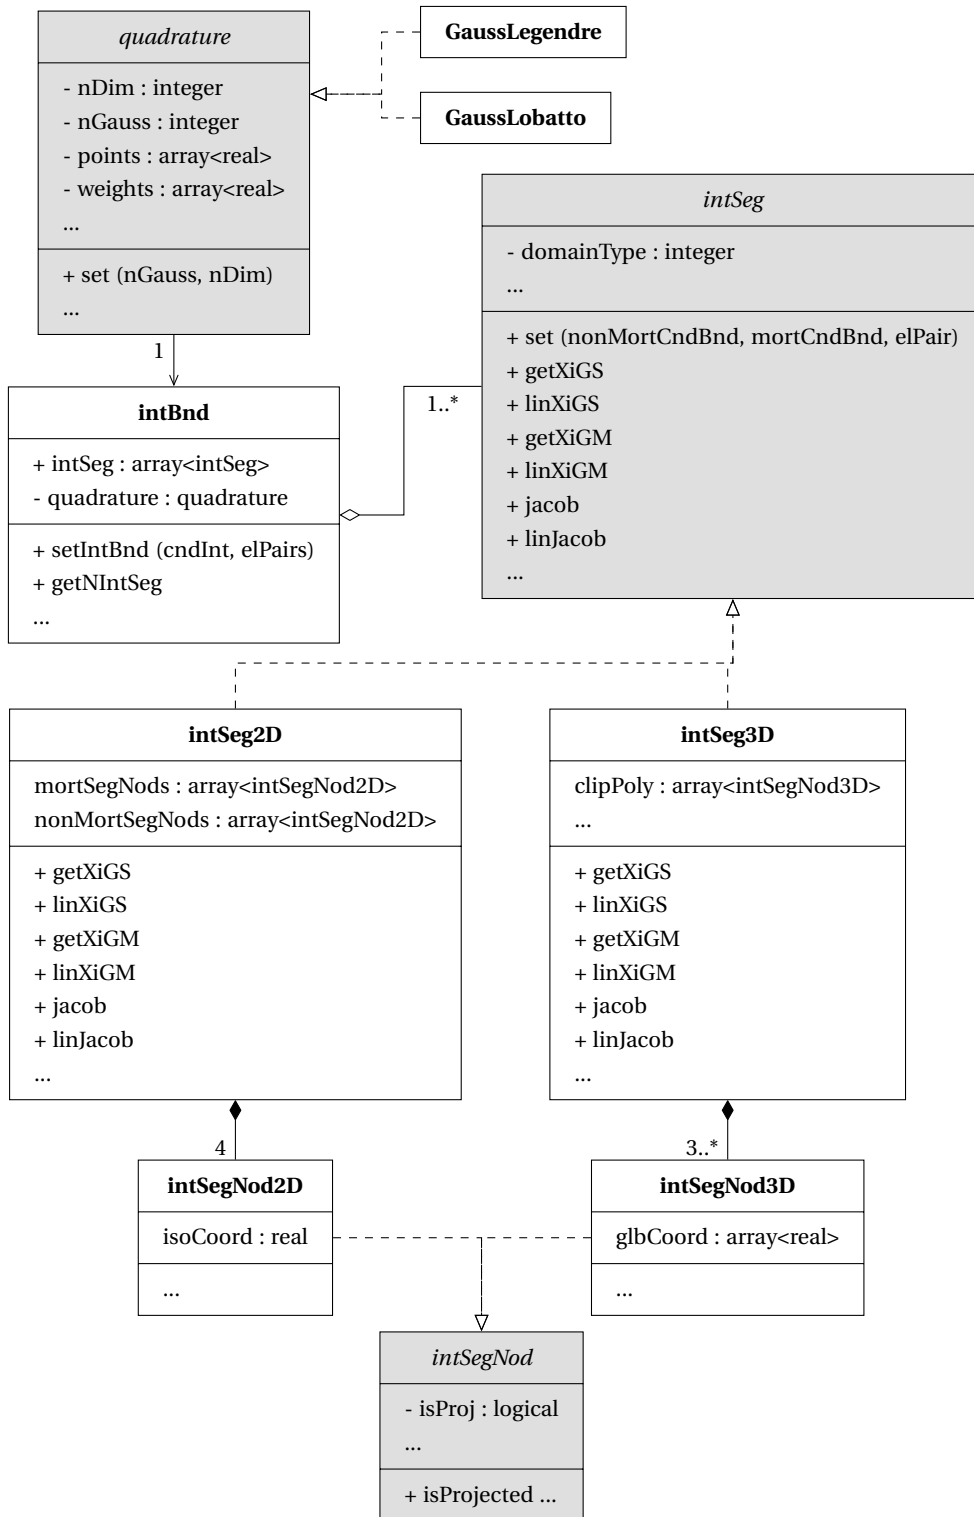 quadrature
- nDim : integer
- nGauss : integer
- points : array<real>
- weights : array<real>
...
+ set (nGauss, nDim)
...
GaussLegendre
GaussLobatto
intSeg
- domainType : integer
...
+ set (nonMortCndBnd, mortCndBnd, elPair)
+ getXiGS
+ linXiGS
+ getXiGM
+ linXiGM
+ jacob
+ linJacob
...
1
1..*
intBnd
+ intSeg : array<intSeg>
- quadrature : quadrature
+ setIntBnd (cndInt, elPairs)
+ getNIntSeg
...
intSeg2D
mortSegNods : array<intSegNod2D>
nonMortSegNods : array<intSegNod2D>
+ getXiGS
+ linXiGS
+ getXiGM
+ linXiGM
+ jacob
+ linJacob
...
intSeg3D
clipPoly : array<intSegNod3D>
...
+ getXiGS
+ linXiGS
+ getXiGM
+ linXiGM
+ jacob
+ linJacob
...
4
3..*
intSegNod2D
isoCoord : real
...
intSegNod3D
glbCoord : array<real>
...
intSegNod
- isProj : logical
...
+ isProjected ...